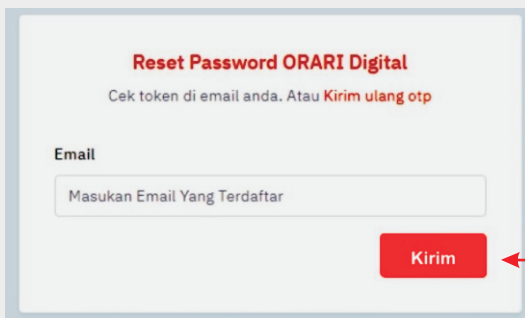 Reset Password ORARI Digital
Cek token di email anda. Atau Kirim ulang otp
Email
Masukan Email Yang Terdaftar
Kirim